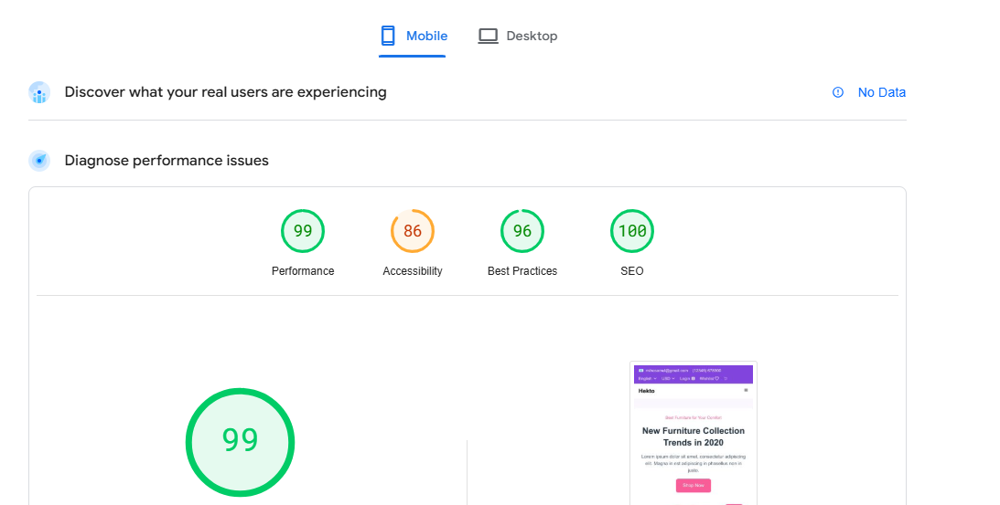 Mobile
Desktop
Discover what your real users are experiencing
No Data
Diagnose performance issues
99
86
96
100
Performance
Accessibility
Best Practices
SEO
99
English
USD
Login
Wishlist
Hekto
Best Furniture for Your Comfort
New Furniture Collection
Trends in 2020
Lorem ipsum dolor sit amet, consectetur adipiscing
elit. Magna in est adipiscing in phasellus non in
justo.
Shop Now